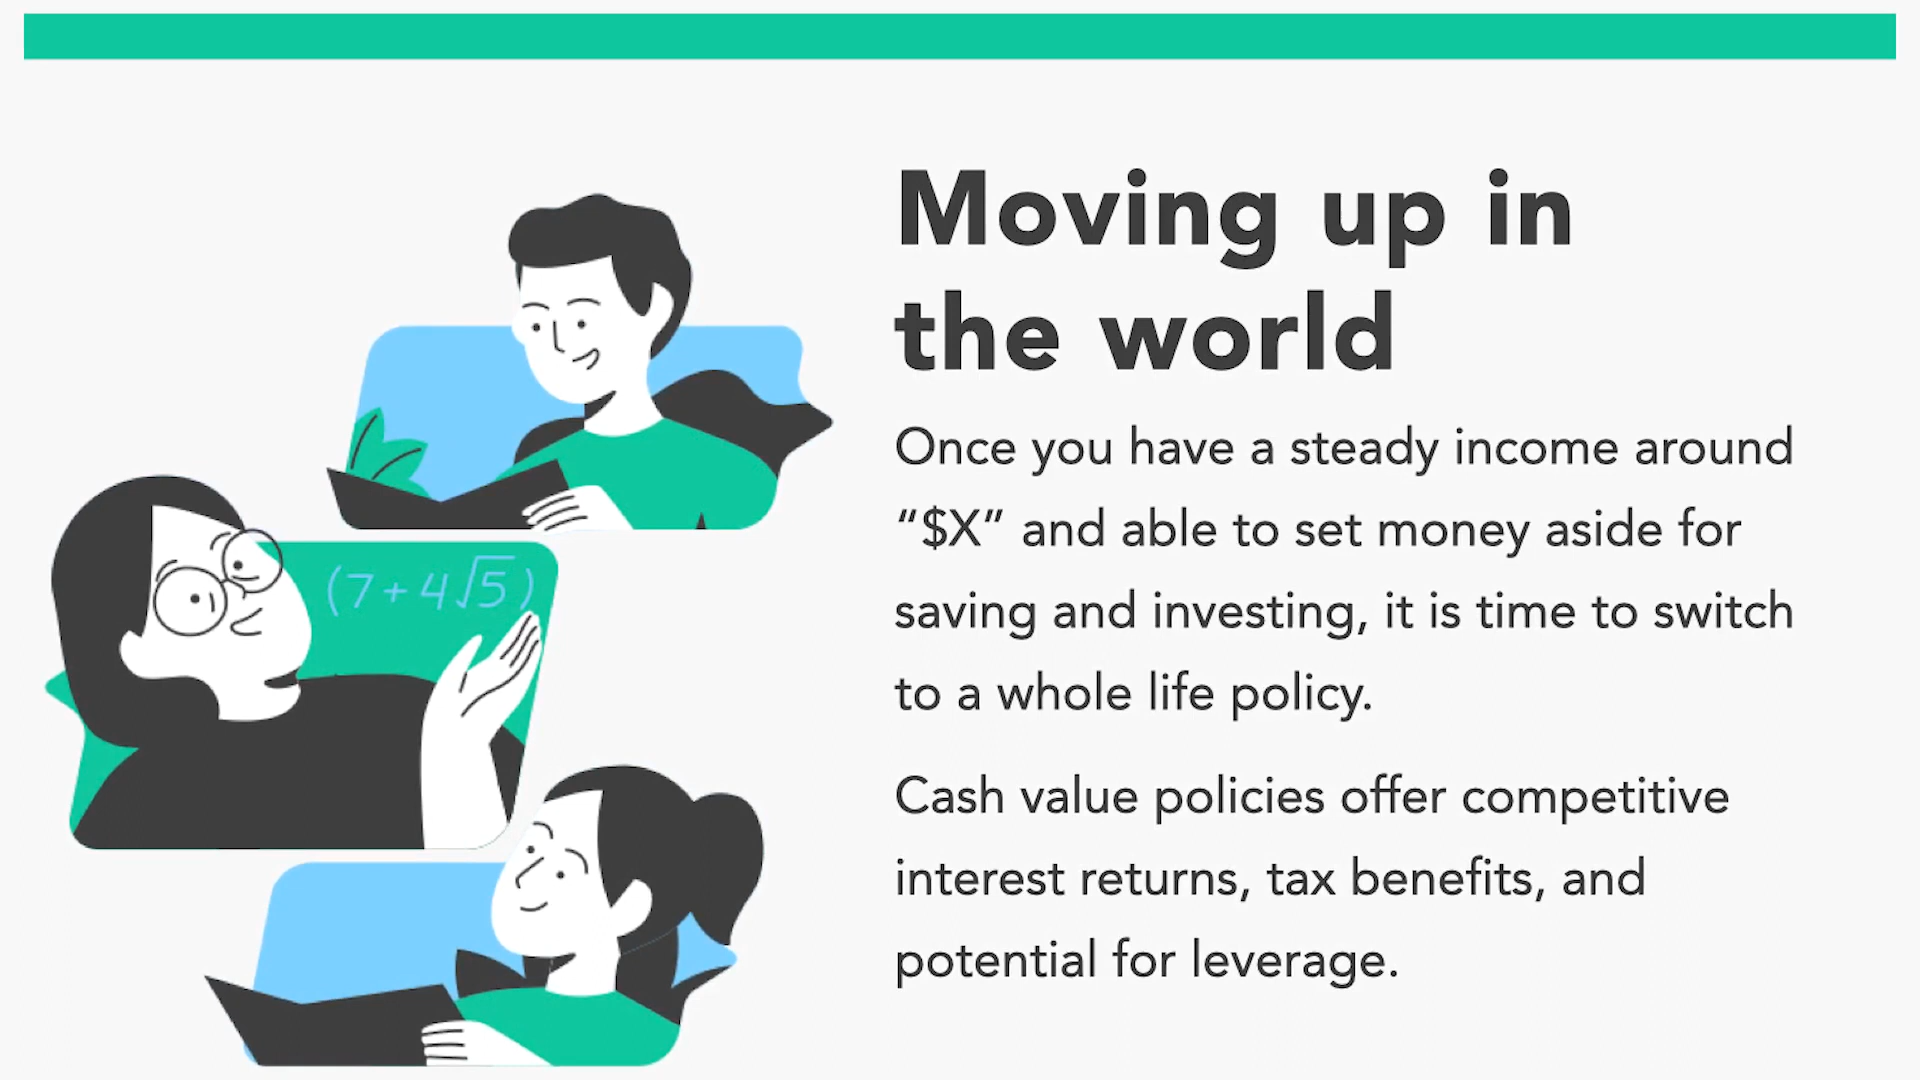 Moving up in
the world
Once you have a steady income around
“$X” and able to set money aside for
saving and investing, it is time to switch
to a whole life policy.
Cash value policies offer competitive
interest returns, tax benefits, and
potential for leverage.
(7+4√5)